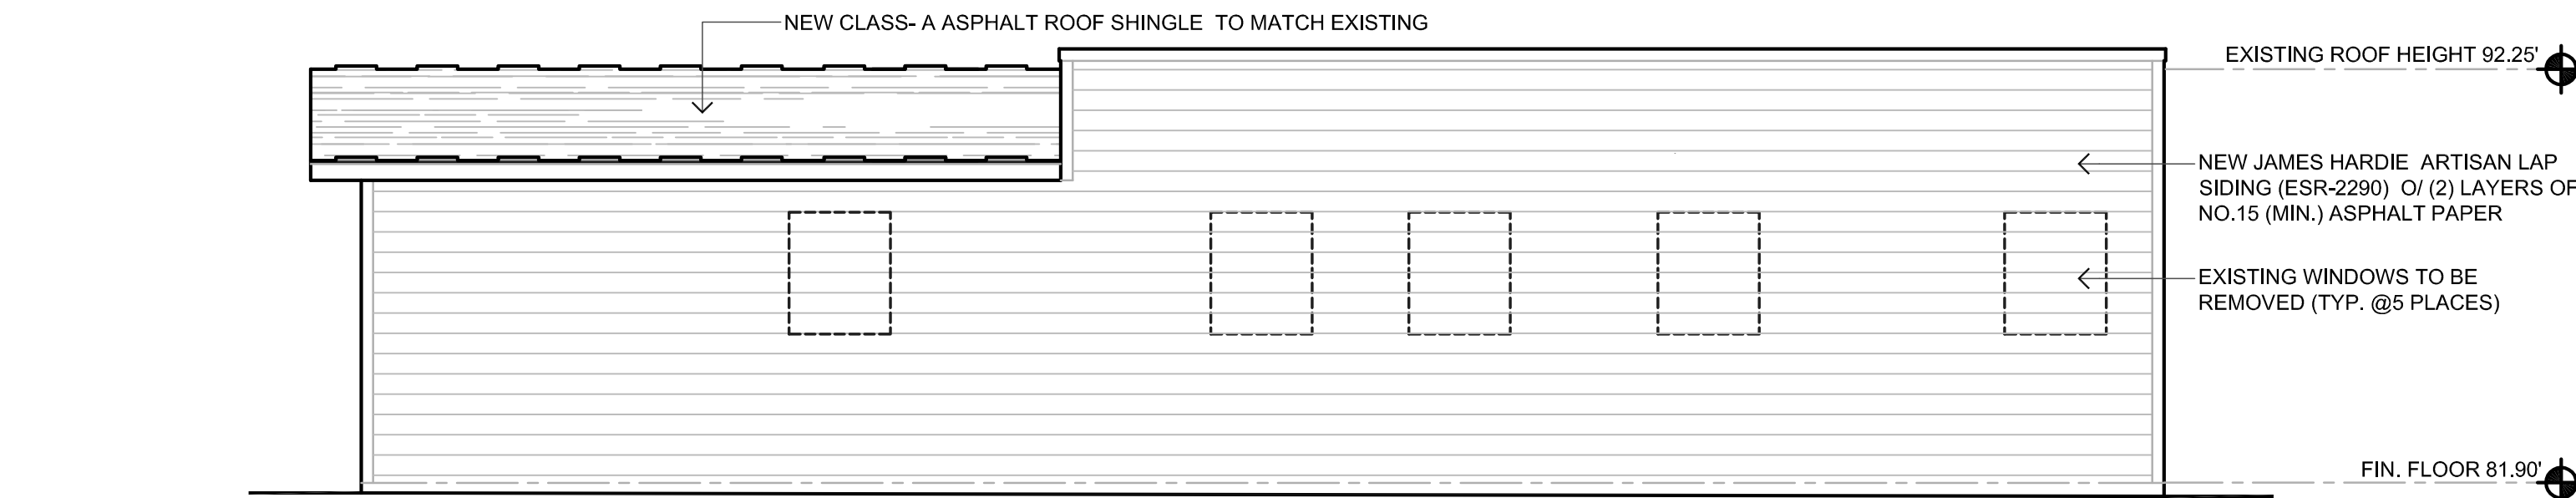 NEW CLASS- A ASPHALT ROOF SHINGLE TO MATCH EXISTING
EXISTING ROOF HEIGHT 92.25'
NEW JAMES HARDIE ARTISAN LAP
SIDING (ESR-2290) O/ (2) LAYERS OF
NO.15 (MIN.) ASPHALT PAPER
EXISTING WINDOWS TO BE
REMOVED (TYP. @5 PLACES)
FIN. FLOOR 81.90'